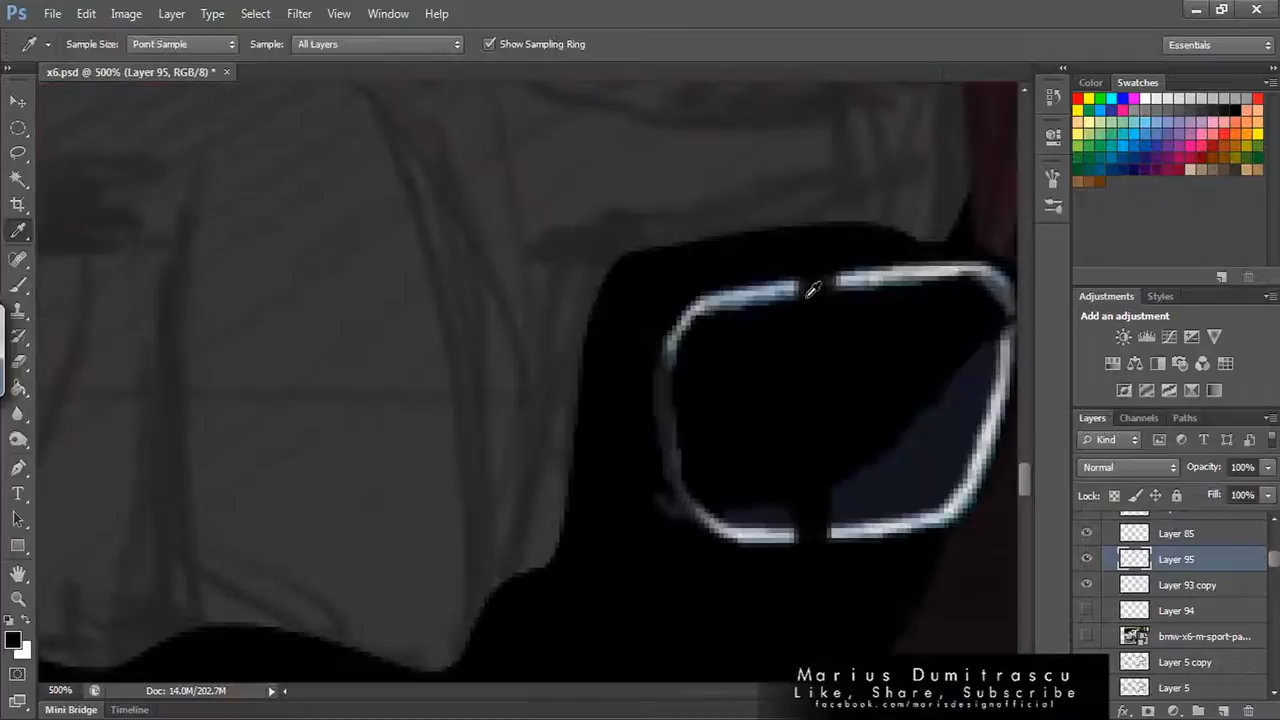 Ps File Edit Image Layer Type Select Filter View Window Help
Sample Size: Point Sample Sample: All Layers Show Sampling Ring Essentials
x6.psd @ 500% (Layer 95, RGB/8) *
Color Swatches
Adjustments Styles
Add an adjustment
Layers Channels Paths
Kind
Normal Opacity: 100%
Lock: Fill: 100%
Layer 85
Layer 95
Layer 93 copy
Layer 94
bmw-x6-m-sport-pa...
Layer 5 copy
Layer 5
Marius Dumitrascu
Like, Share, Subscribe
facebook.com/marisdesignofficial
500% Doc: 14.0M/202.7M
Mini Bridge Timeline
fx